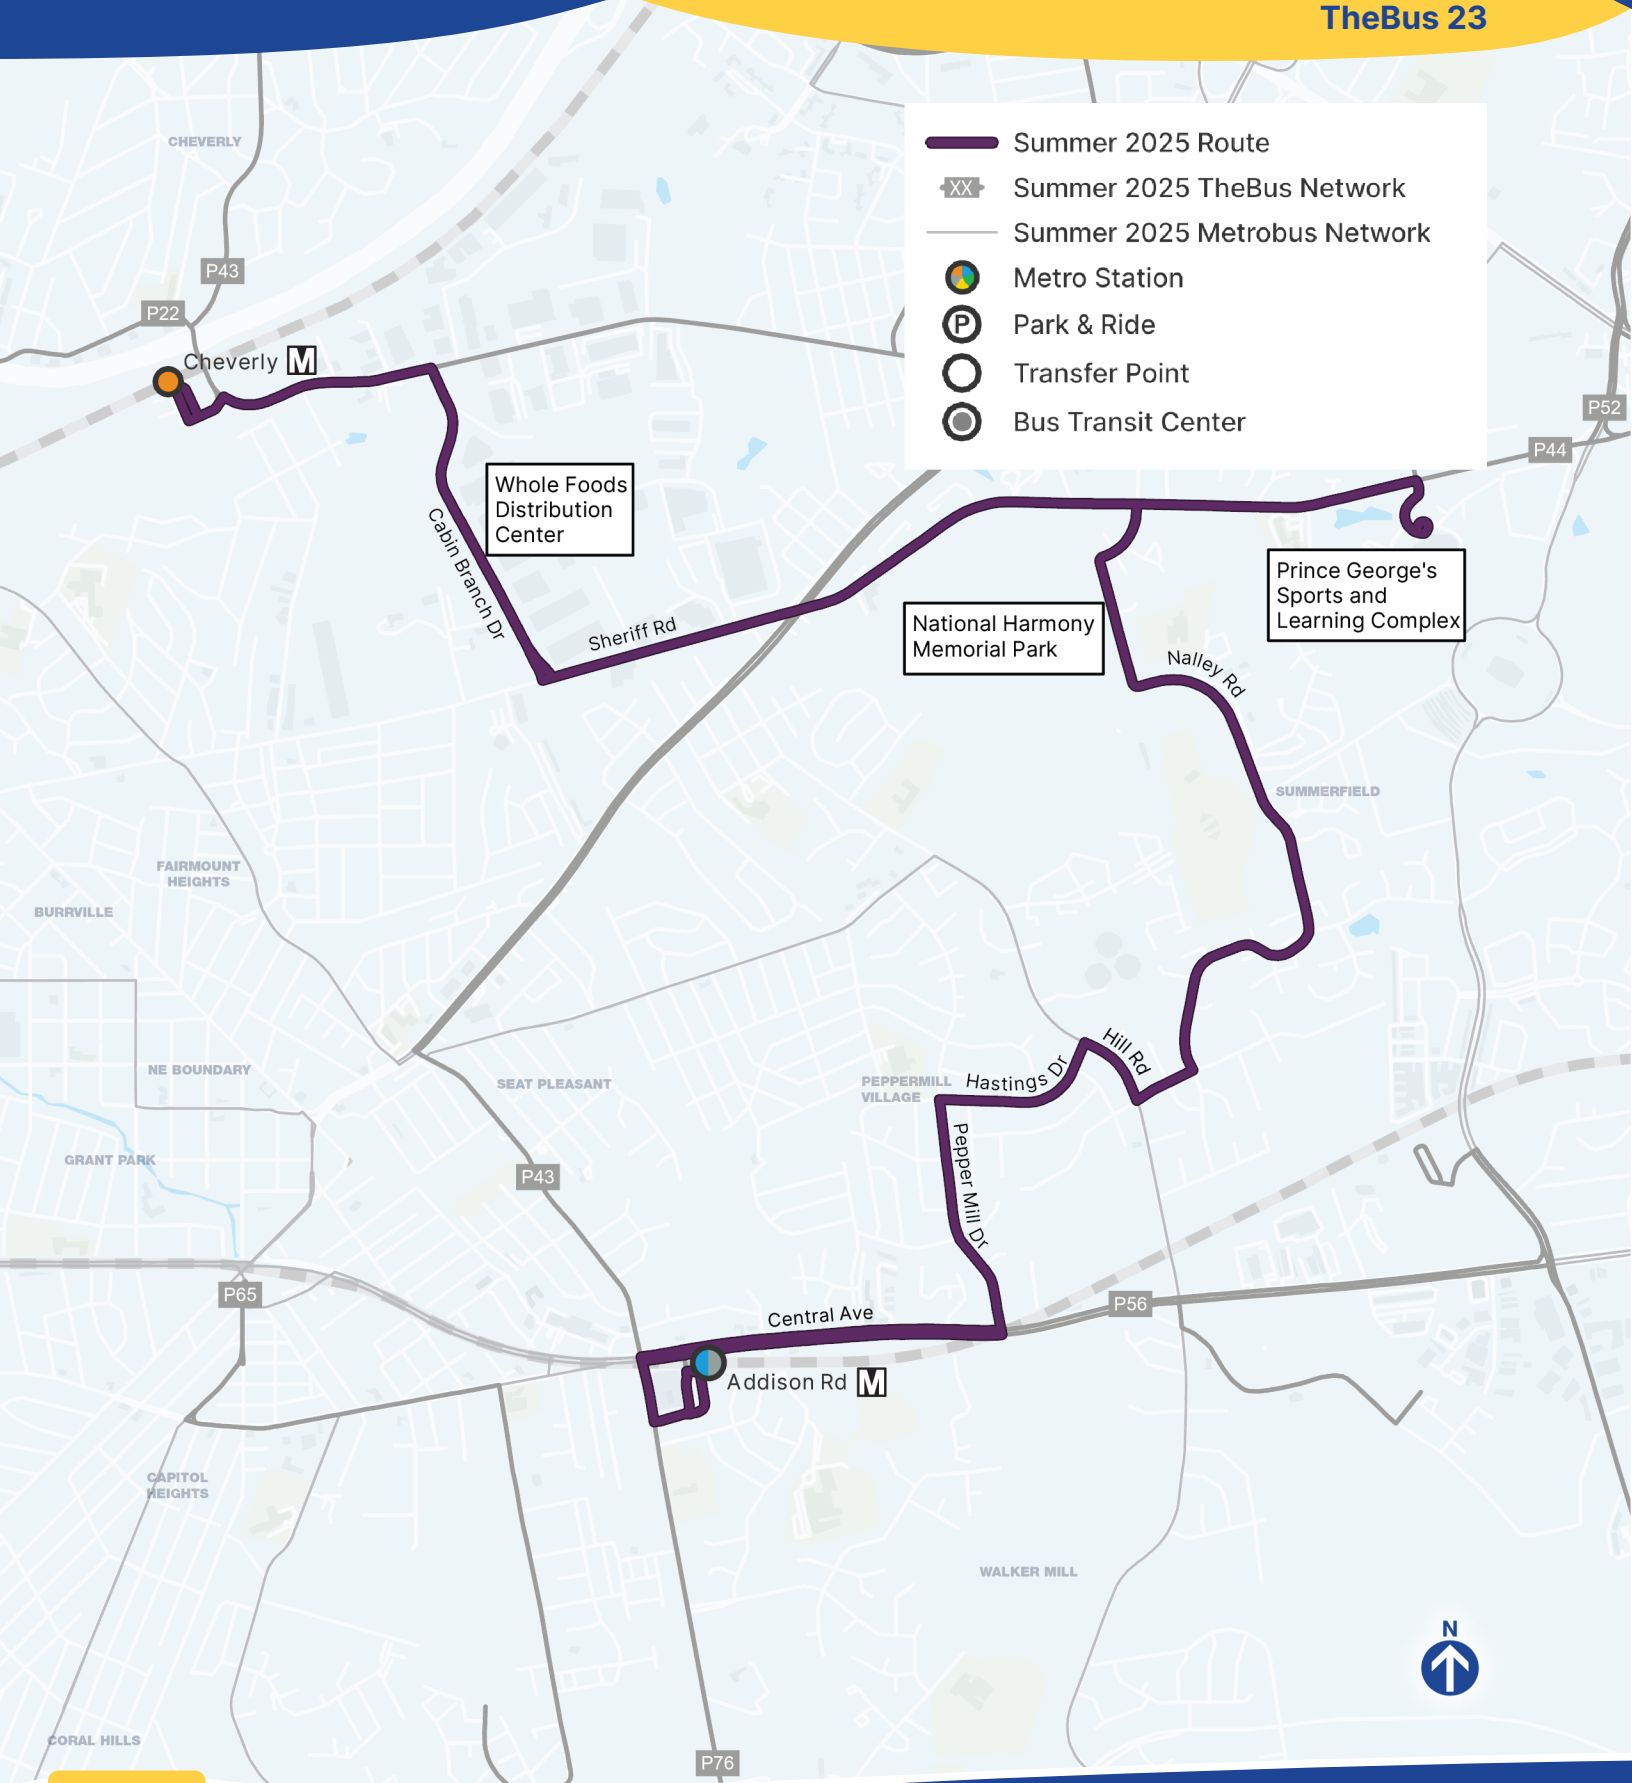 TheBus 23
Summer 2025 Route
XX
Summer 2025 TheBus Network
Summer 2025 Metrobus Network
Metro Station
P
Park & Ride
Transfer Point
Bus Transit Center
CHEVERLY
P43
P22
Cheverly M
P52
P44
Whole Foods
Distribution
Center
Cabin Branch Dr
Sheriff Rd
Prince George's
Sports and
Learning Complex
National Harmony
Memorial Park
Nalley Rd
SUMMERFIELD
FAIRMOUNT
HEIGHTS
BURRVILLE
NE BOUNDARY
SEAT PLEASANT
PEPPERMILL
VILLAGE
Hastings Dr
Hill Rd
GRANT PARK
P43
Pepper Mill Dr
P65
P56
Central Ave
Addison Rd M
CAPITOL
HEIGHTS
WALKER MILL
N
CORAL HILLS
P76